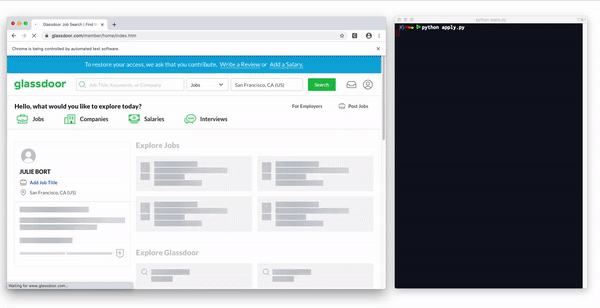 Glassdoor Job Search | Find t
glassdoor.com/member/home/index.htm
Chrome is being controlled by automated test software.
To restore your access, we ask that you contribute. Write a Review or Add a Salary.
glassdoor
Job Title, Keywords, or Company
Jobs
San Francisco, CA (US)
Search
Hello, what would you like to explore today?
For Employers
Post Jobs
Jobs
Companies
Salaries
Interviews
JULIE BORT
Add Job Title
San Francisco, CA (US)
Explore Jobs
Explore Glassdoor
Waiting for www.glassdoor.com...
python apply.py
python apply.py